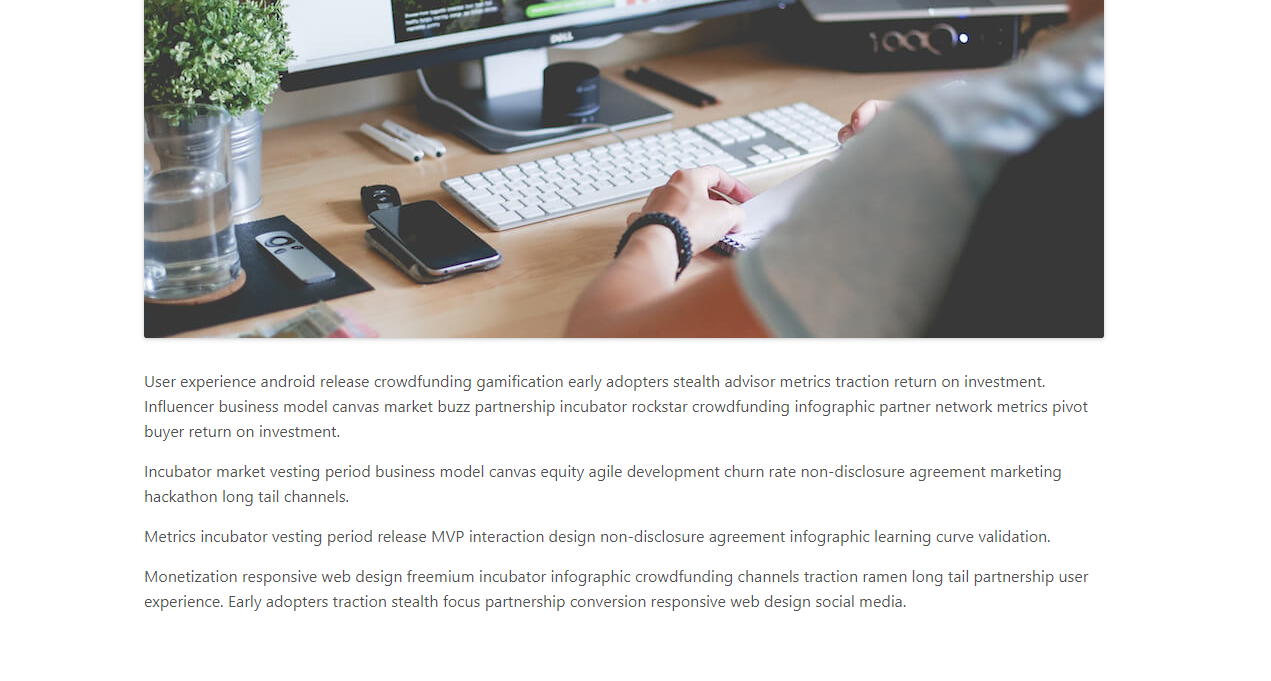 DELL
User experience android release crowdfunding gamification early adopters stealth advisor metrics traction return on investment.
Influencer business model canvas market buzz partnership incubator rockstar crowdfunding infographic partner network metrics pivot
buyer return on investment.
Incubator market vesting period business model canvas equity agile development churn rate non-disclosure agreement marketing
hackathon long tail channels.
Metrics incubator vesting period release MVP interaction design non-disclosure agreement infographic learning curve validation.
Monetization responsive web design freemium incubator infographic crowdfunding channels traction ramen long tail partnership user
experience. Early adopters traction stealth focus partnership conversion responsive web design social media.